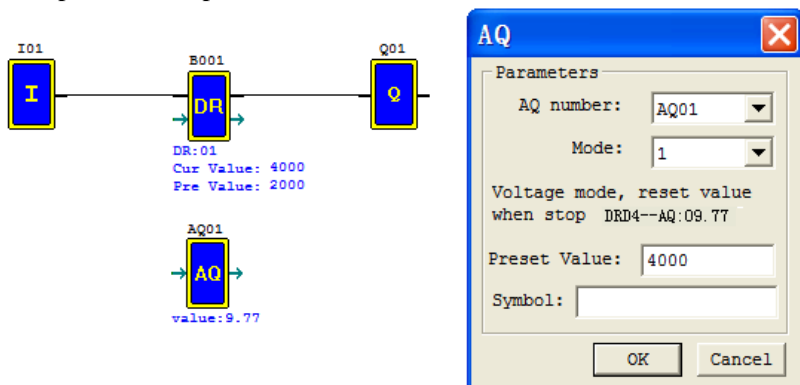 I01
I
B001
DR
DR:01
Cur Value: 4000
Pre Value: 2000
Q01
Q
AQ01
AQ
value:9.77
AQ
Parameters
AQ number: AQ01
Mode: 1
Voltage mode, reset value
when stop DRD4--AQ:09.77
Preset Value: 4000
Symbol:
OK Cancel